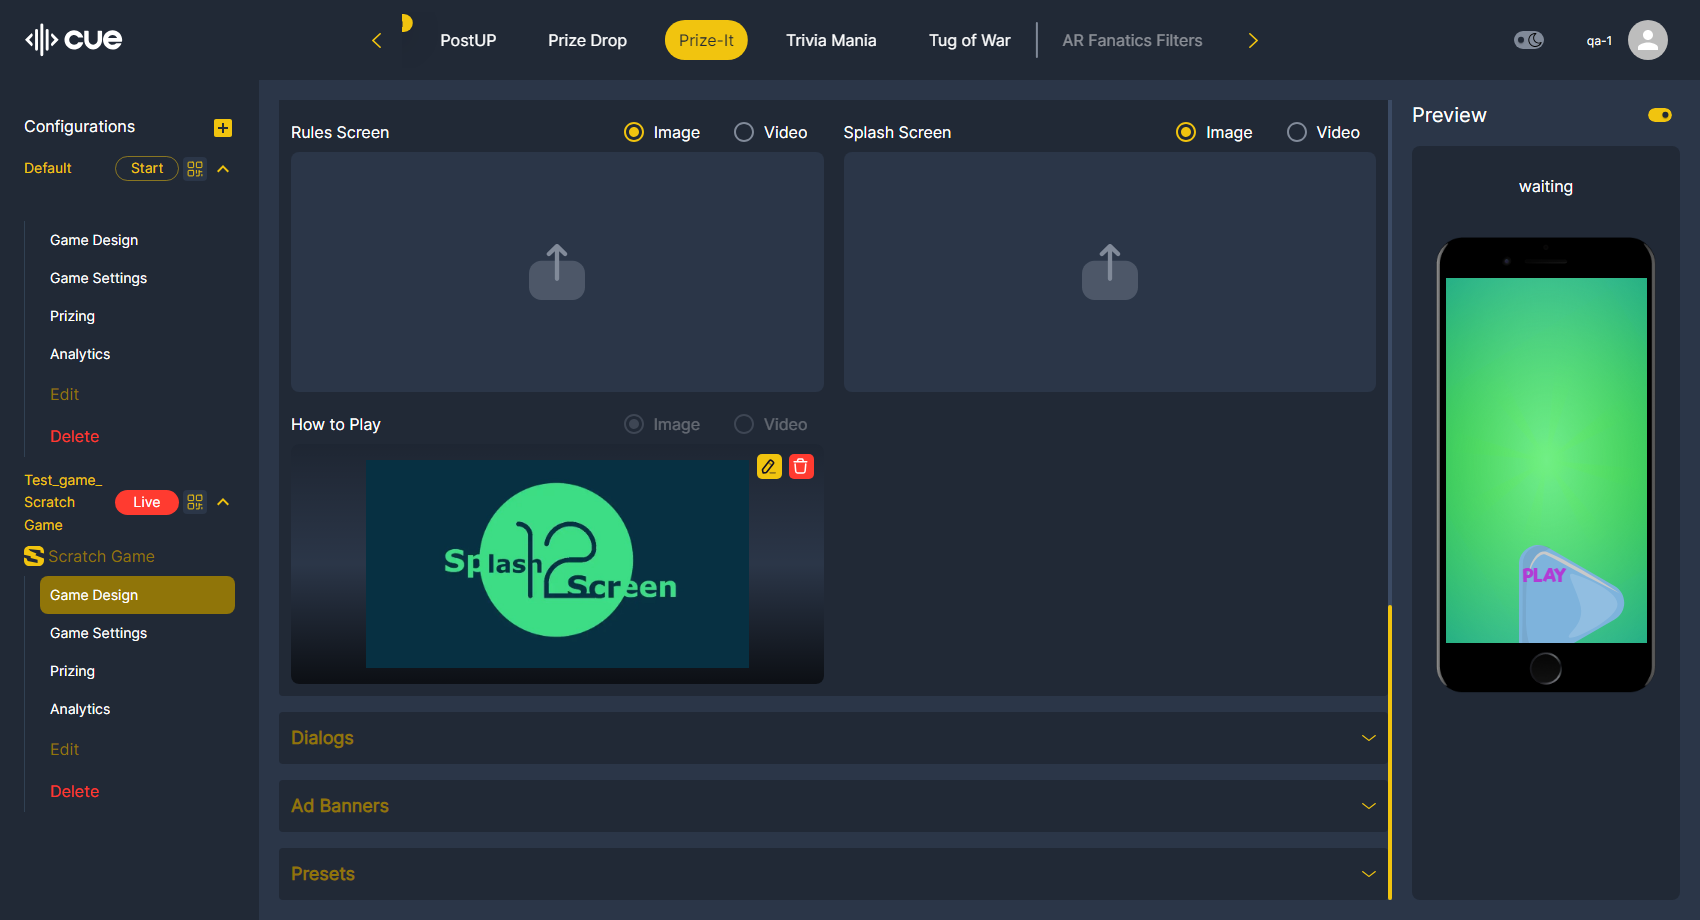 cue
PostUP
Prize Drop
Prize-It
Trivia Mania
Tug of War
AR Fanatics Filters
qa-1
Configurations
Default
Start
Game Design
Game Settings
Prizing
Analytics
Edit
Delete
Test_game_
Scratch
Game
Live
Scratch Game
Game Design
Game Settings
Prizing
Analytics
Edit
Delete
Rules Screen
Image
Video
Splash Screen
Image
Video
How to Play
Image
Video
Splash
12
Screen
Dialogs
Ad Banners
Presets
Preview
waiting
PLAY